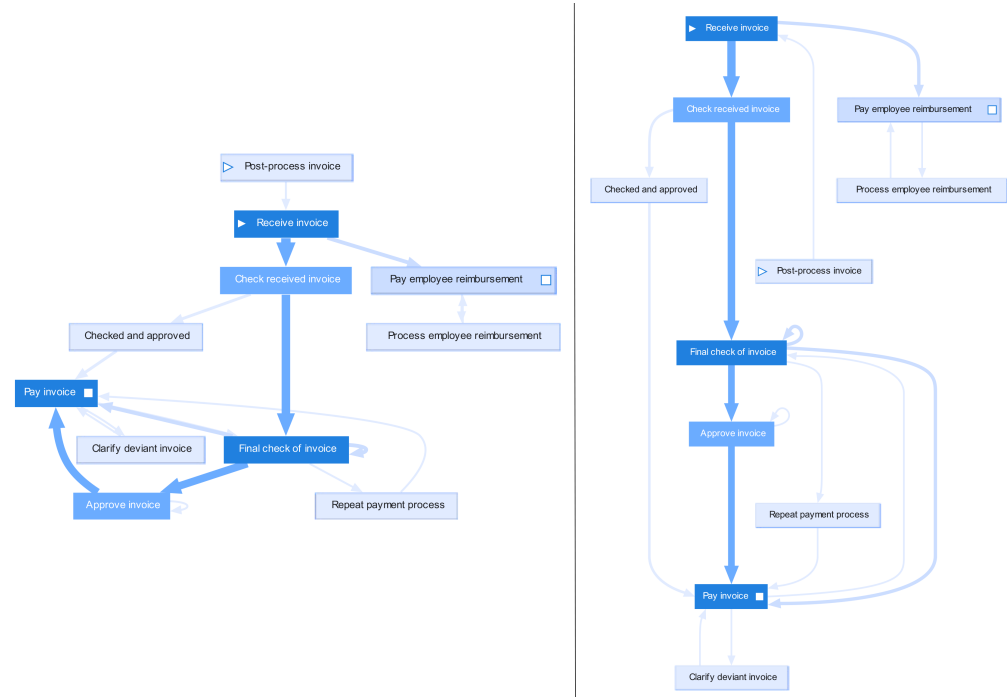 Post-process invoice
Receive invoice
Check received invoice
Pay employee reimbursement
Checked and approved
Process employee reimbursement
Pay invoice
Clarify deviant invoice
Final check of invoice
Approve invoice
Repeat payment process
Receive invoice
Check received invoice
Pay employee reimbursement
Checked and approved
Process employee reimbursement
Post-process invoice
Final check of invoice
Approve invoice
Repeat payment process
Pay invoice
Clarify deviant invoice